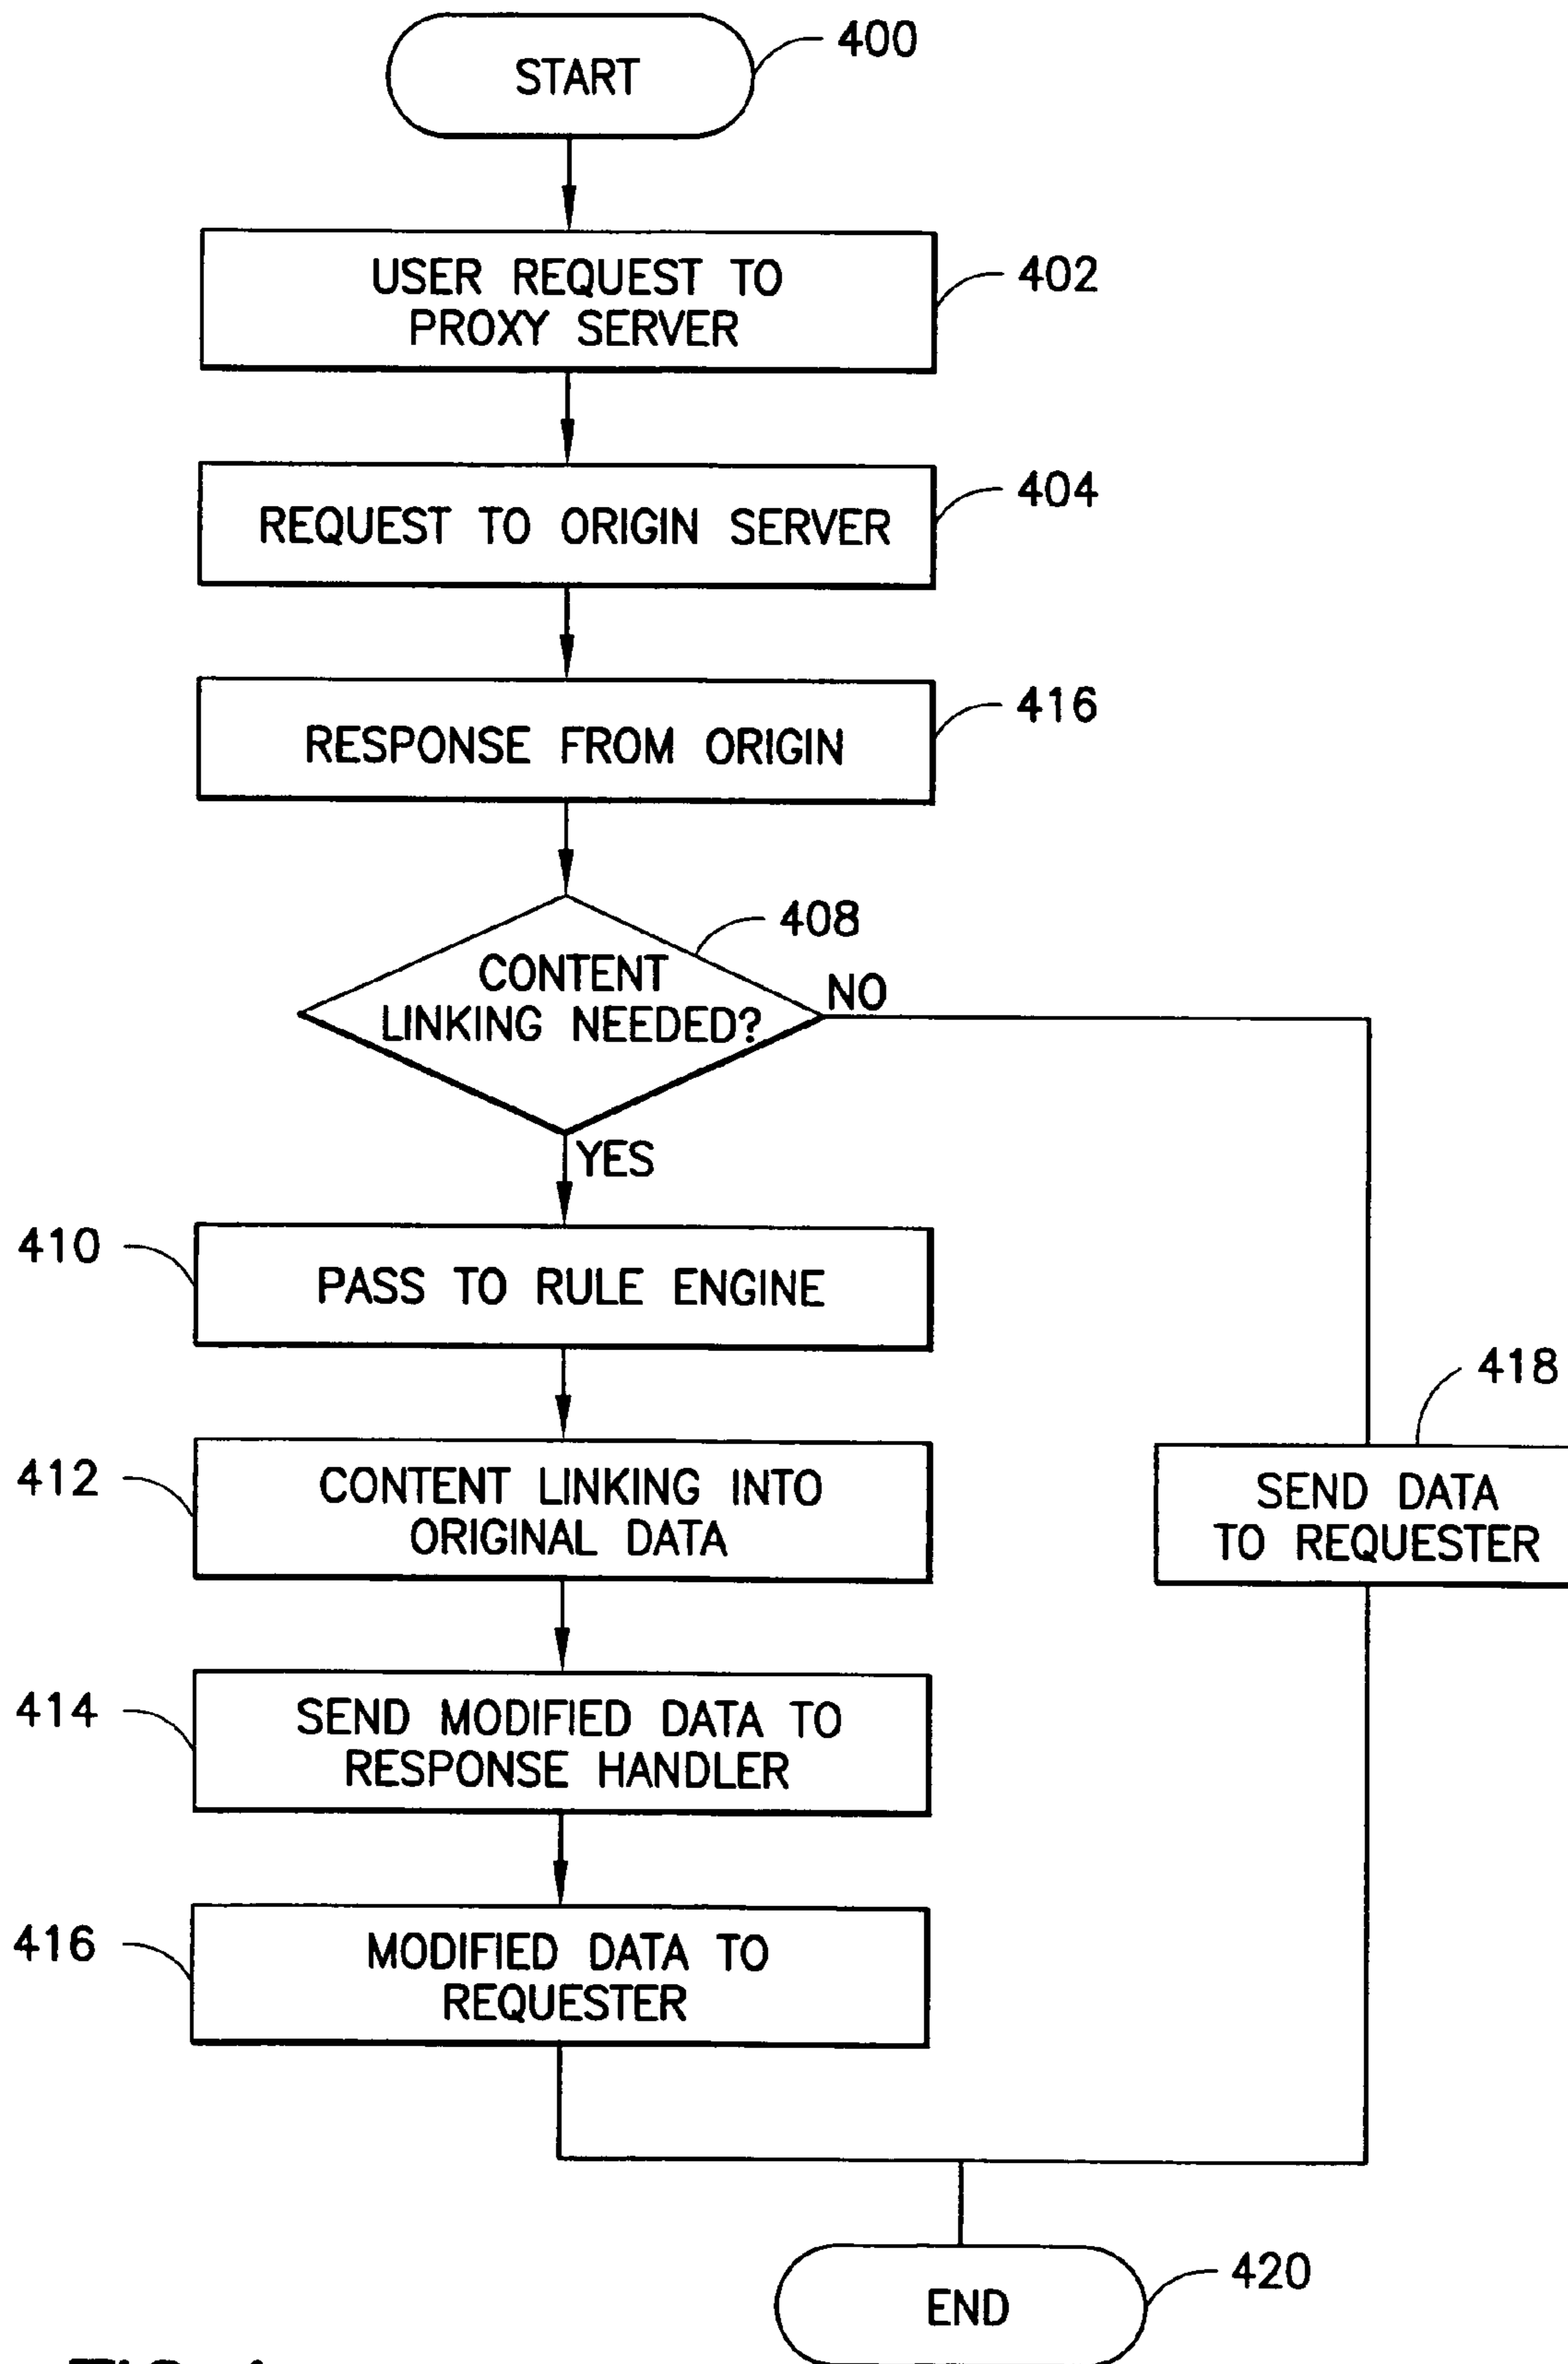 START
400
USER REQUEST TO
PROXY SERVER
402
REQUEST TO ORIGIN SERVER
404
RESPONSE FROM ORIGIN
416
408
CONTENT
LINKING NEEDED?
NO
YES
410
PASS TO RULE ENGINE
412
CONTENT LINKING INTO
ORIGINAL DATA
418
SEND DATA
TO REQUESTER
414
SEND MODIFIED DATA TO
RESPONSE HANDLER
416
MODIFIED DATA TO
REQUESTER
END
420